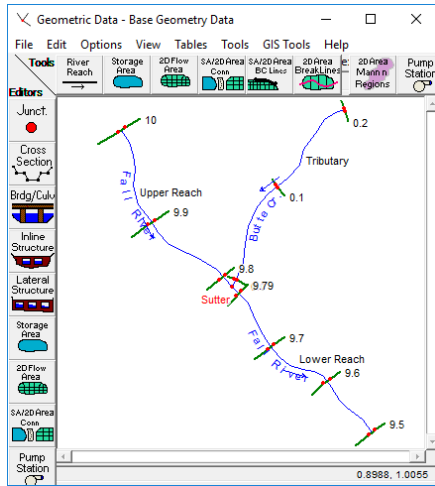 Geometric Data - Base Geometry Data
File Edit Options View Tables Tools GIS Tools Help
Tools
Editors
River
Reach
Storage
Area
2D Flow
Area
SA/2D Area
Conn
SA/2D Area
BC Lines
2D Area
Break Lines
2D Area
Mann n
Regions
Pump
Station
Junct.
Cross
Section
Brdg/Culv
Inline
Structure
Lateral
Structure
Storage
Area
2D Flow
Area
SA/2D Area
Conn
Pump
Station
10
0.2
Tributary
Upper Reach
Fall River
9.9
0.1
Butte Cr.
9.8
9.79
Sutter
9.7
Fall River
Lower Reach
9.6
9.5
0.8988, 1.0055